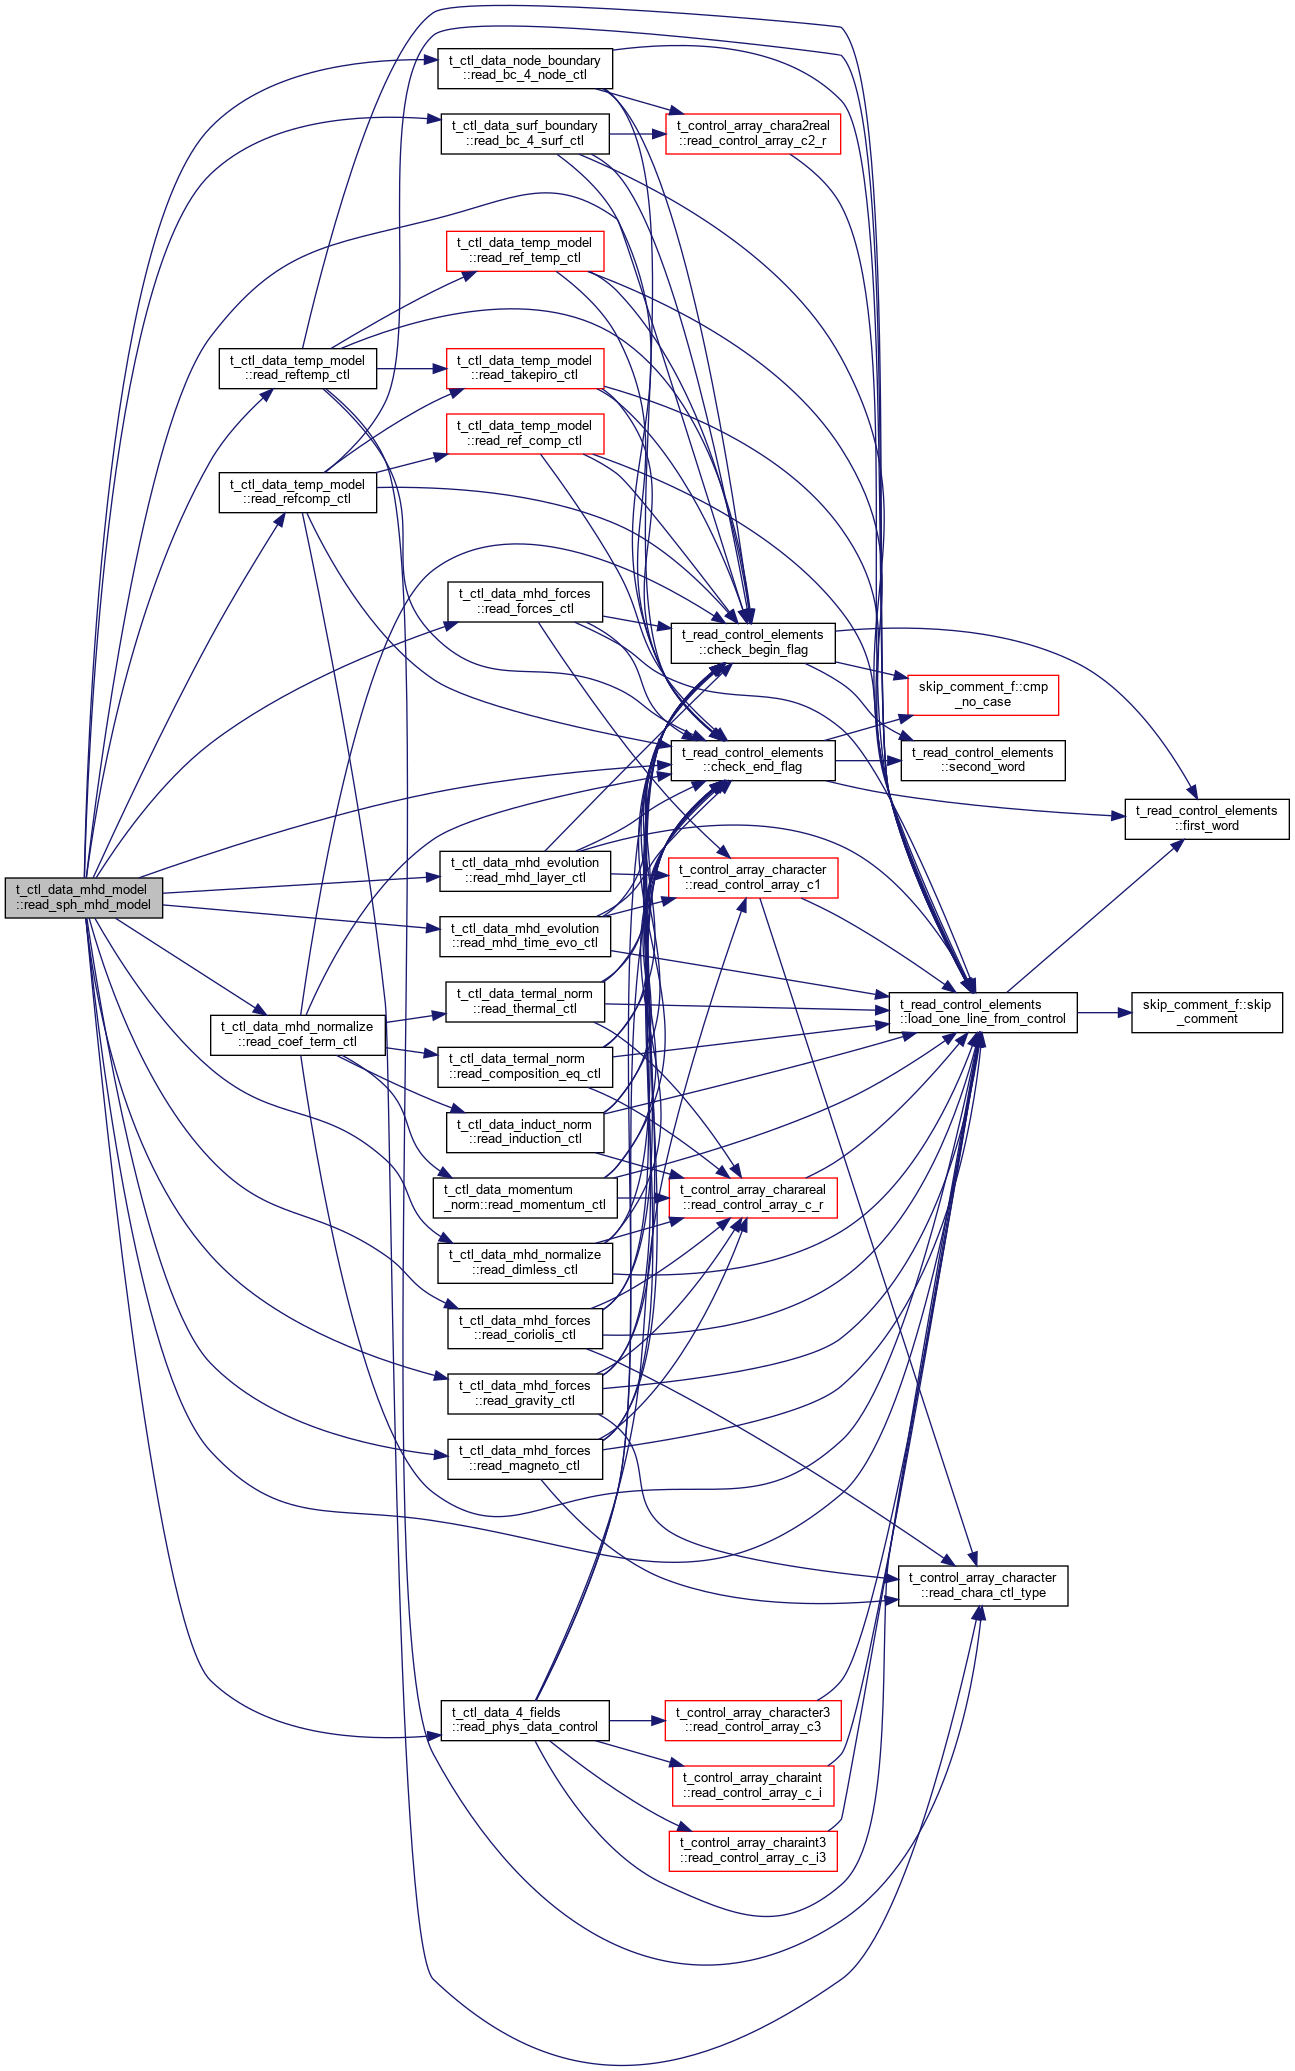 t_ctl_data_node_boundary
::read_bc_4_node_ctl
t_ctl_data_surf_boundary
::read_bc_4_surf_ctl
t_control_array_chara2real
::read_control_array_c2_r
t_ctl_data_temp_model
::read_ref_temp_ctl
t_ctl_data_temp_model
::read_reftemp_ctl
t_ctl_data_temp_model
::read_takepiro_ctl
t_ctl_data_temp_model
::read_ref_comp_ctl
t_ctl_data_temp_model
::read_refcomp_ctl
t_ctl_data_mhd_forces
::read_forces_ctl
t_read_control_elements
::check_begin_flag
skip_comment_f::cmp
_no_case
t_read_control_elements
::check_end_flag
t_read_control_elements
::second_word
t_read_control_elements
::first_word
t_ctl_data_mhd_evolution
::read_mhd_layer_ctl
t_control_array_character
::read_control_array_c1
t_ctl_data_mhd_model
::read_sph_mhd_model
t_ctl_data_mhd_evolution
::read_mhd_time_evo_ctl
t_ctl_data_termal_norm
::read_thermal_ctl
t_read_control_elements
::load_one_line_from_control
skip_comment_f::skip
_comment
t_ctl_data_mhd_normalize
::read_coef_term_ctl
t_ctl_data_termal_norm
::read_composition_eq_ctl
t_ctl_data_induct_norm
::read_induction_ctl
t_ctl_data_momentum
_norm::read_momentum_ctl
t_control_array_charareal
::read_control_array_c_r
t_ctl_data_mhd_normalize
::read_dimless_ctl
t_ctl_data_mhd_forces
::read_coriolis_ctl
t_ctl_data_mhd_forces
::read_gravity_ctl
t_ctl_data_mhd_forces
::read_magneto_ctl
t_control_array_character
::read_chara_ctl_type
t_ctl_data_4_fields
::read_phys_data_control
t_control_array_character3
::read_control_array_c3
t_control_array_charaint
::read_control_array_c_i
t_control_array_charaint3
::read_control_array_c_i3